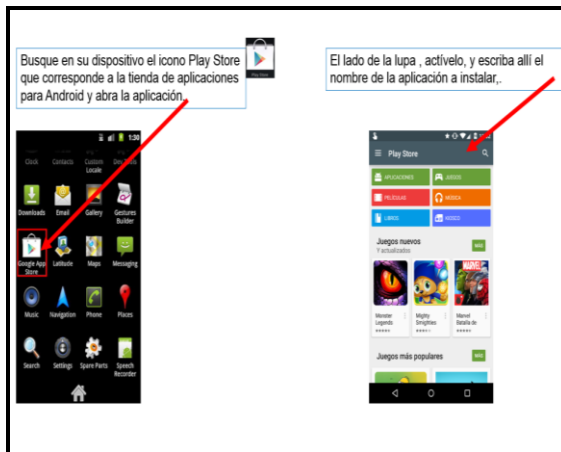 Busque en su dispositivo el icono Play Store
que corresponde a la tienda de aplicaciones
para Android y abra la aplicación.
Play Store
El lado de la lupa , actívelo, y escriba allí el
nombre de la aplicación a instalar,.
1:30
Clock Contacts Custom Locale Dev Tools
Downloads Email Gallery Gestures Builder
Google App Store Latitude Maps Messaging
Music Navigation Phone Places
Search Settings Spare Parts Speech Recorder
Play Store
APLICACIONES JUEGOS
PELÍCULAS MÚSICA
LIBROS KIOSCO
Juegos nuevos
Y actualizados
MÁS
Monster Legends
Mighty Smighties
Marvel Batalla de
Juegos más populares
MÁS